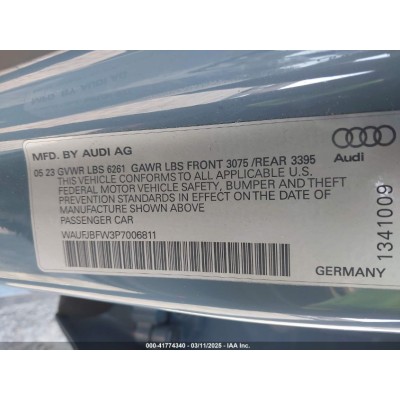 MFD. BY AUDI AG
05 23 GVWR LBS 6261 GAWR LBS FRONT 3075 /REAR 3395
THIS VEHICLE CONFORMS TO ALL APPLICABLE
FEDERAL MOTOR VEHICLE SAFETY, BUMPER AND THEFT
PREVENTION STANDARDS IN EFFECT ON THE DATE OF
MANUFACTURE SHOWN ABOVE.
PASSENGER CAR
WAUFJBFW3P7006811
Audi
1341009
GERMANY
000-41774340 - 03/11/2025 - IAA Inc.